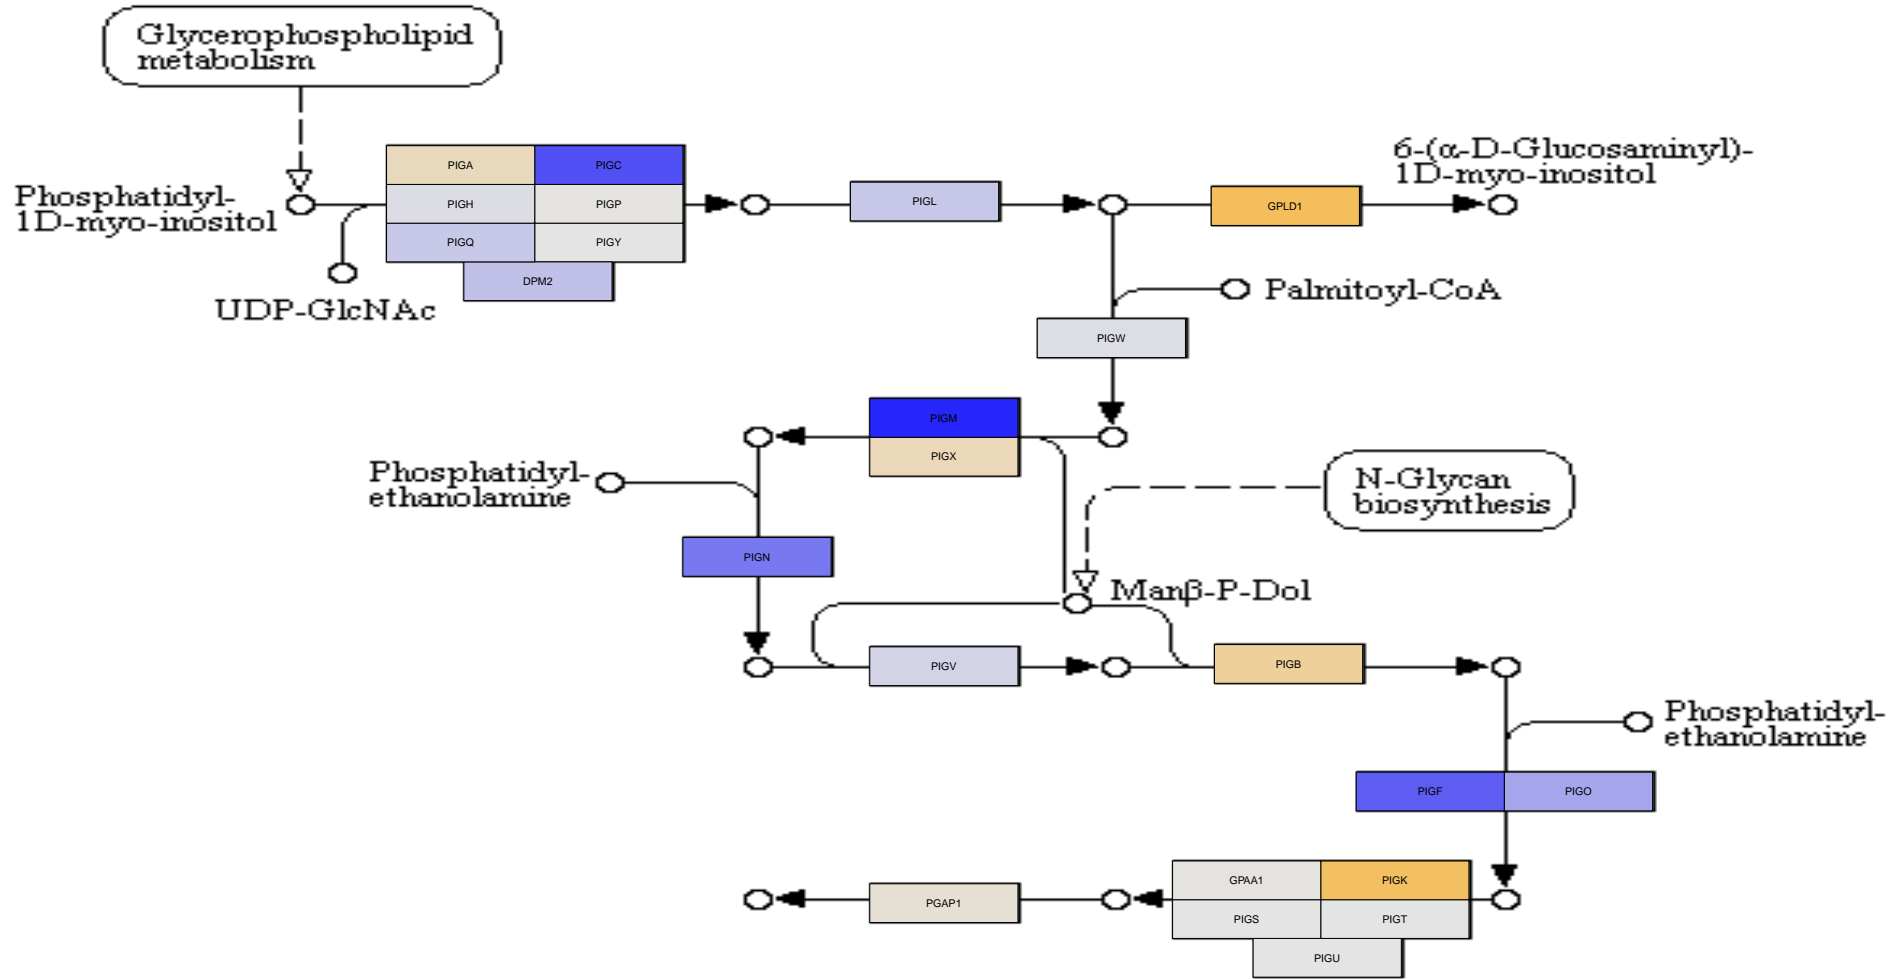 Glycerophospholipid
metabolism
Phosphatidyl-
1D-myo-inositol
UDP-GlcNAc
PIGA
PIGC
PIGH
PIGP
PIGQ
PIGY
DPM2
PIGL
GPLD1
6-(α-D-Glucosaminyl)-
1D-myo-inositol
Palmitoyl-CoA
PIGW
PIGM
PIGX
Phosphatidyl-
ethanolamine
N-Glycan
biosynthesis
PIGN
Manβ-P-Dol
PIGV
PIGB
Phosphatidyl-
ethanolamine
PIGF
PIGO
GPAA1
PIGK
PGAP1
PIGS
PIGT
PIGU